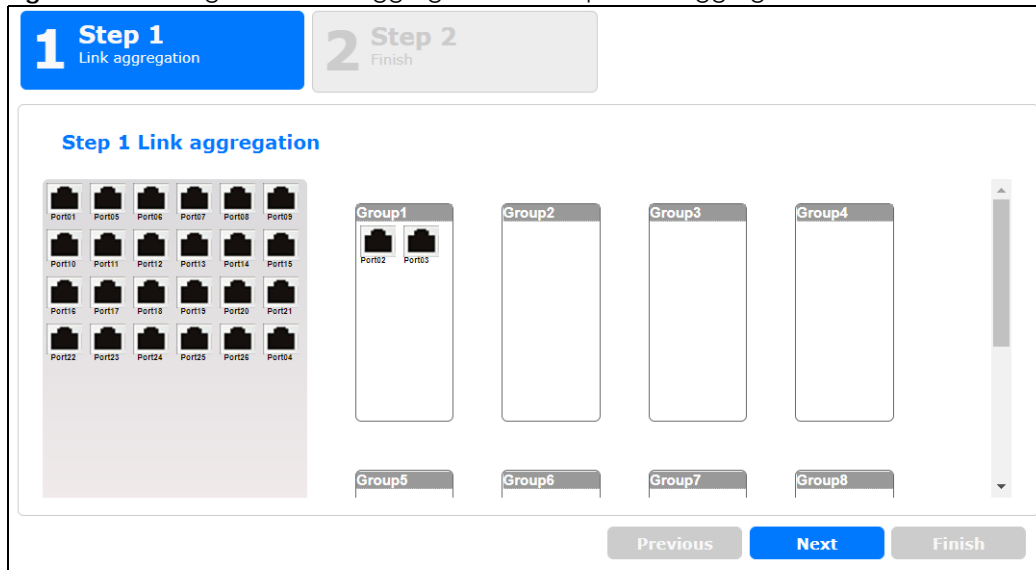 1 Step 1
Link aggregation
2 Step 2
Finish
Step 1 Link aggregation
Port01 Port05 Port06 Port07 Port08 Port09
Port10 Port11 Port12 Port13 Port14 Port15
Port16 Port17 Port18 Port19 Port20 Port21
Port22 Port23 Port24 Port25 Port26 Port04
Group1 Group2 Group3 Group4
Port02 Port03
Group5 Group6 Group7 Group8
Previous Next Finish